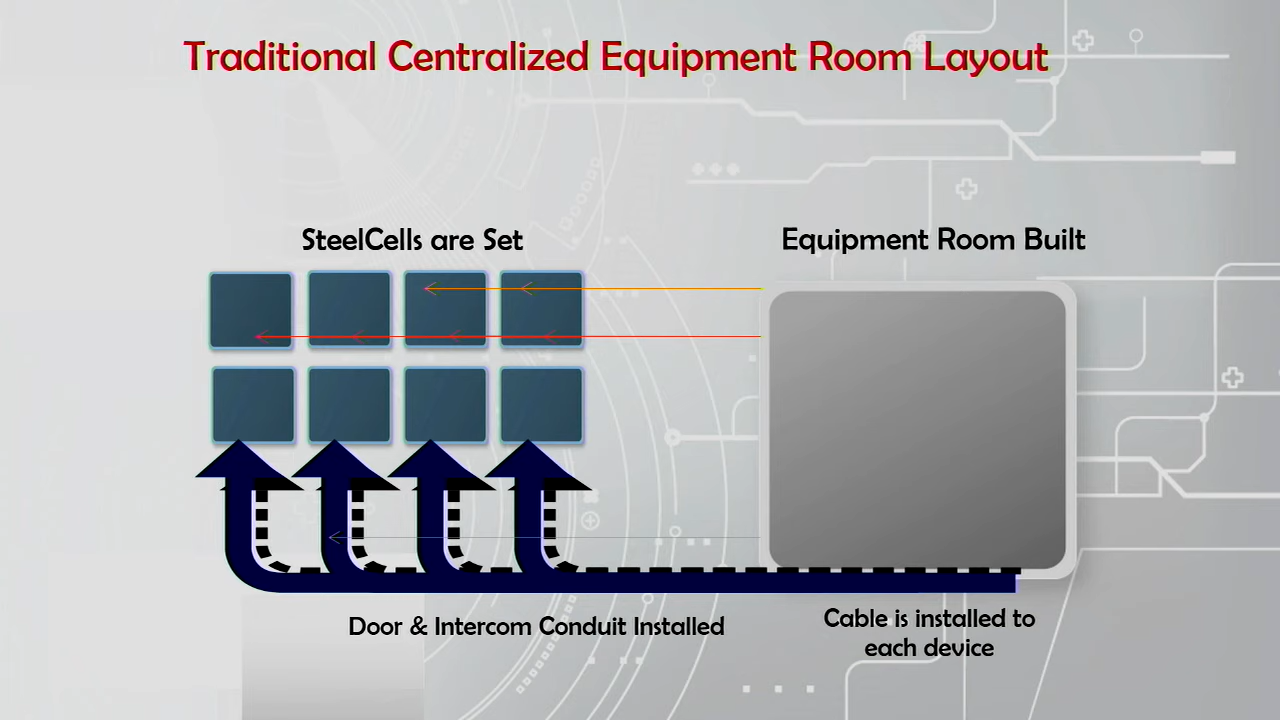 Traditional Centralized Equipment Room Layout
SteelCells are Set
Equipment Room Built
Door & Intercom Conduit Installed
Cable is installed to
each device